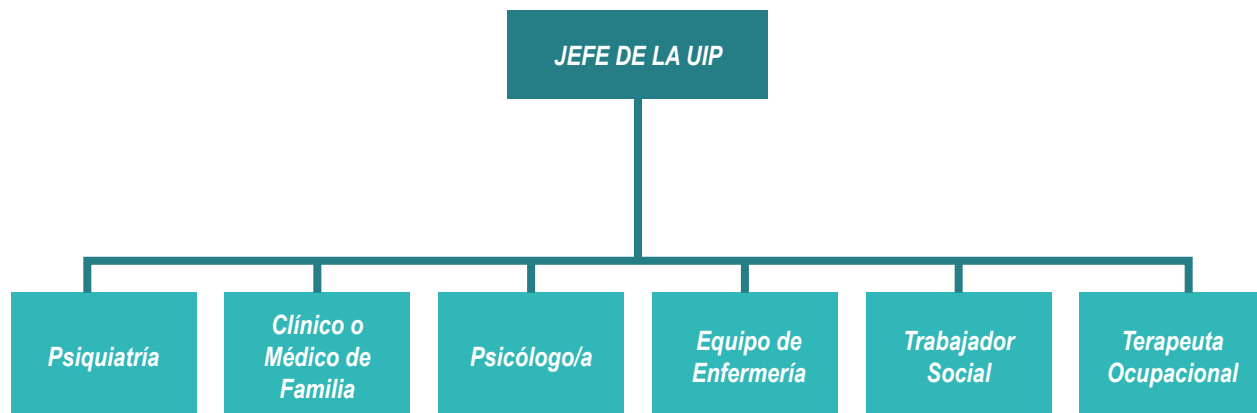 JEFE DE LA UIP
Psiquiatría
Clínico o
Médico de
Familia
Psicólogo/a
Equipo de
Enfermería
Trabajador
Social
Terapeuta
Ocupacional